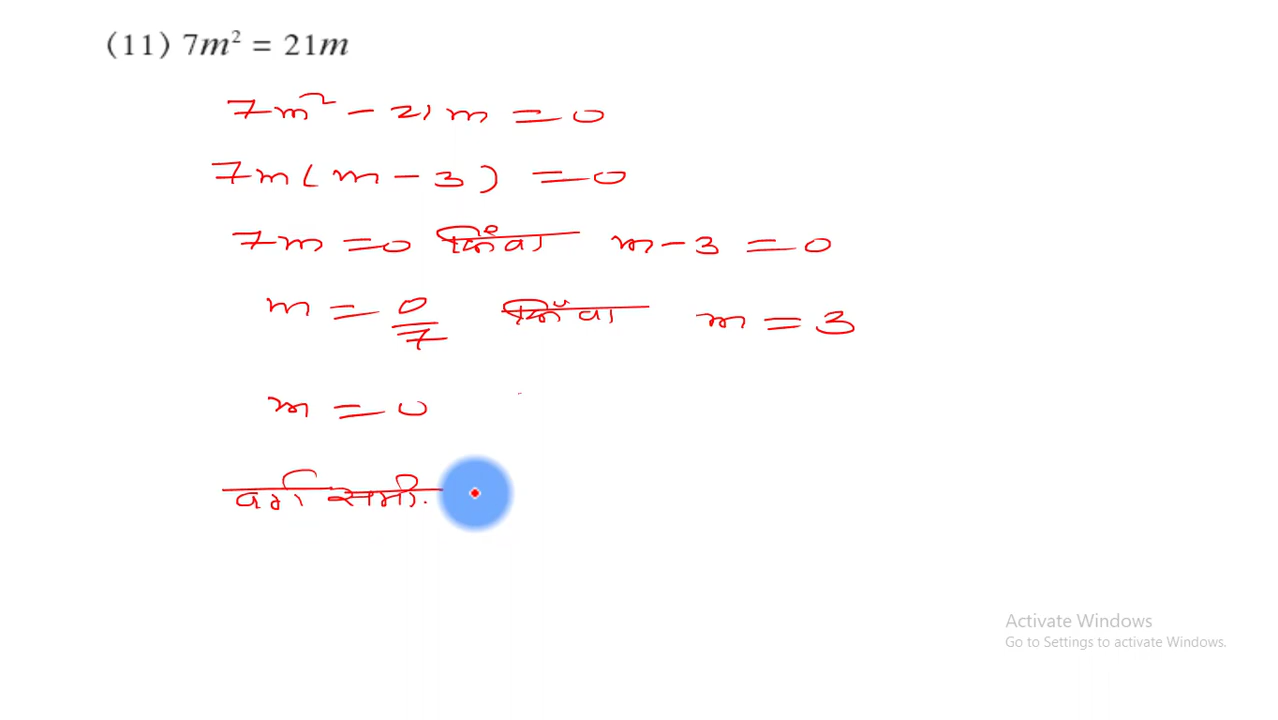 (11) 7m² = 21m
7m² - 21m = 0
7m(m - 3) = 0
7m = 0 किंवा m - 3 = 0
m = 0/7 किंवा m = 3
m = 0
वर्ग समी.
Activate Windows
Go to Settings to activate Windows.